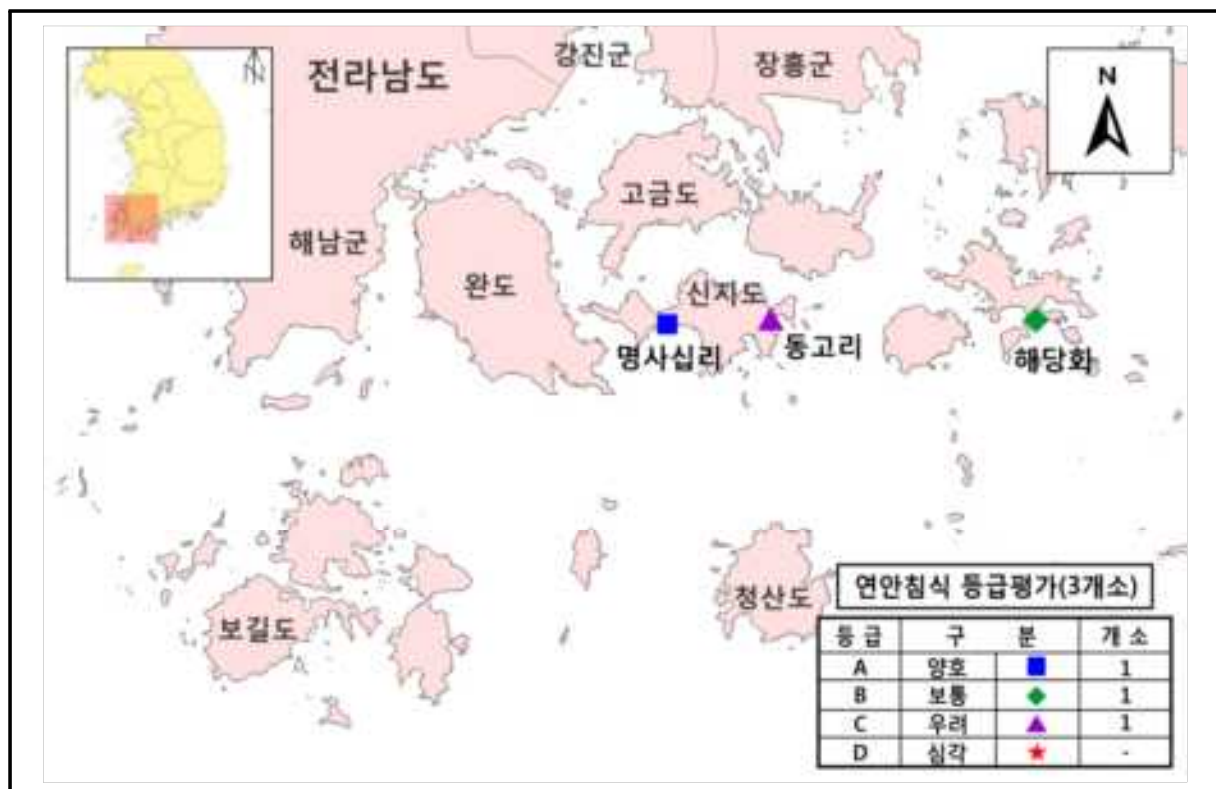 강진군
장흥군
전라남도
N
고금도
해남군
완도
신지도
명사십리
동고리
해당화
청산도
보길도
연안침식 등급평가(3개소)
등 급 구 분 개 소
A 양호 1
B 보통 1
C 우려 1
D 심각 -